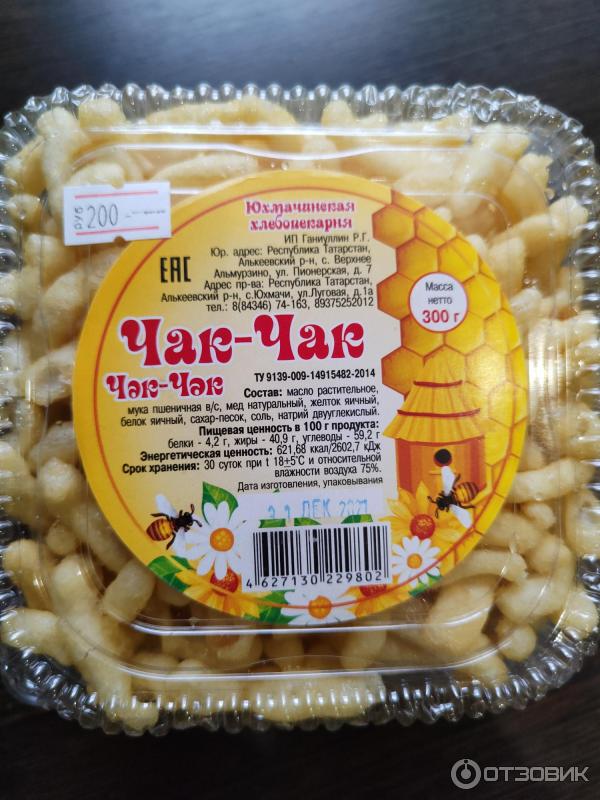 Юхмачинская
хлебопекарня
ИП Ганиуллин Р.Г.
Юр. адрес: Республика Татарстан,
Алькеевский р-н, с. Верхнее
Альмурзино, ул. Пионерская, д. 7
Адрес пр-ва: Республика Татарстан,
Алькеевский р-н, с.Юхмачи, ул.Луговая, д.1а
тел.: 8(84346) 74-163, 89375252012
РУБ 200-
ЕАС
Масса
нетто
300 г
Чак-Чак
Чәк-Чәк
ТУ 9139-009-14915482-2014
Состав: масло растительное,
мука пшеничная в/с, мед натуральный, желток яичный,
белок яичный, сахар-песок, соль, натрий двууглекислый.
Пищевая ценность в 100 г продукта:
белки - 4,2 г, жиры - 40,9 г, углеводы - 59,2 г
Энергетическая ценность: 621,68 ккал/2602,7 кДж
Срок хранения: 30 суток при t 18±5°С и относительной
влажности воздуха 75%.
Дата изготовления, упаковывания
ДЕК 2021
4 627130 229802
ОТЗОВИК